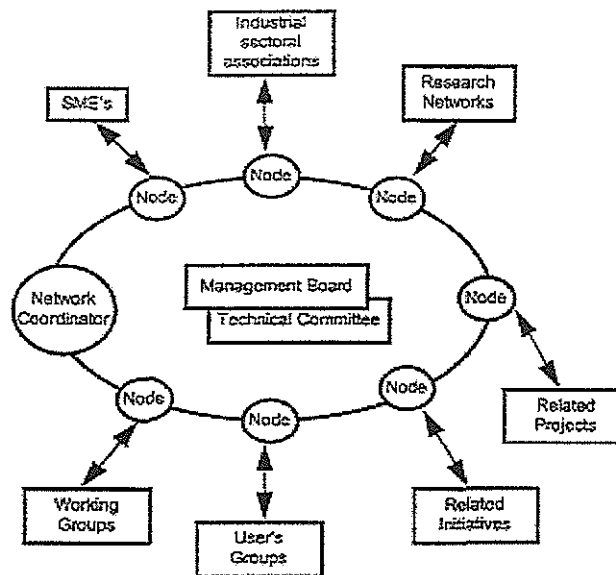 Industrial
sectoral
associations
SME's
Research
Networks
Node
Node
Node
Management Board
Technical Committee
Network
Coordinator
Node
Node
Node
Node
Related
Projects
Working
Groups
User's
Groups
Related
Initiatives